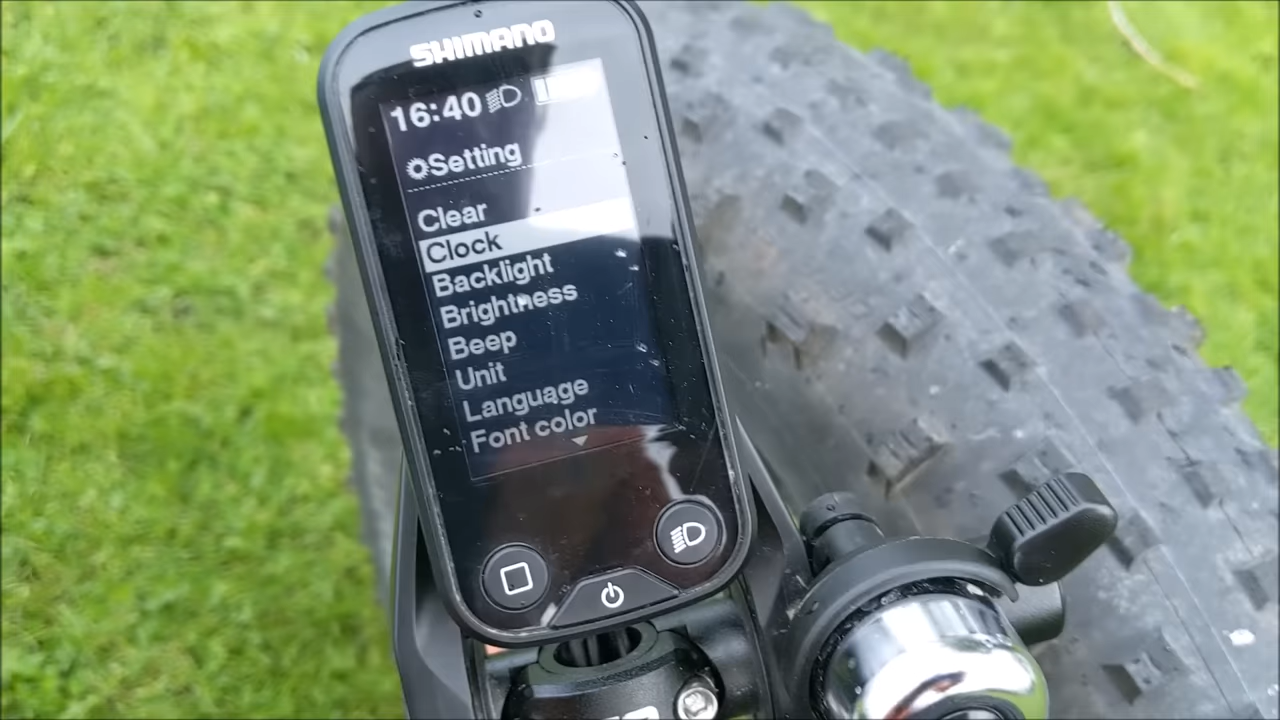 SHIMANO
16:40
Setting
Clear
Clock
Backlight
Brightness
Beep
Unit
Language
Font color